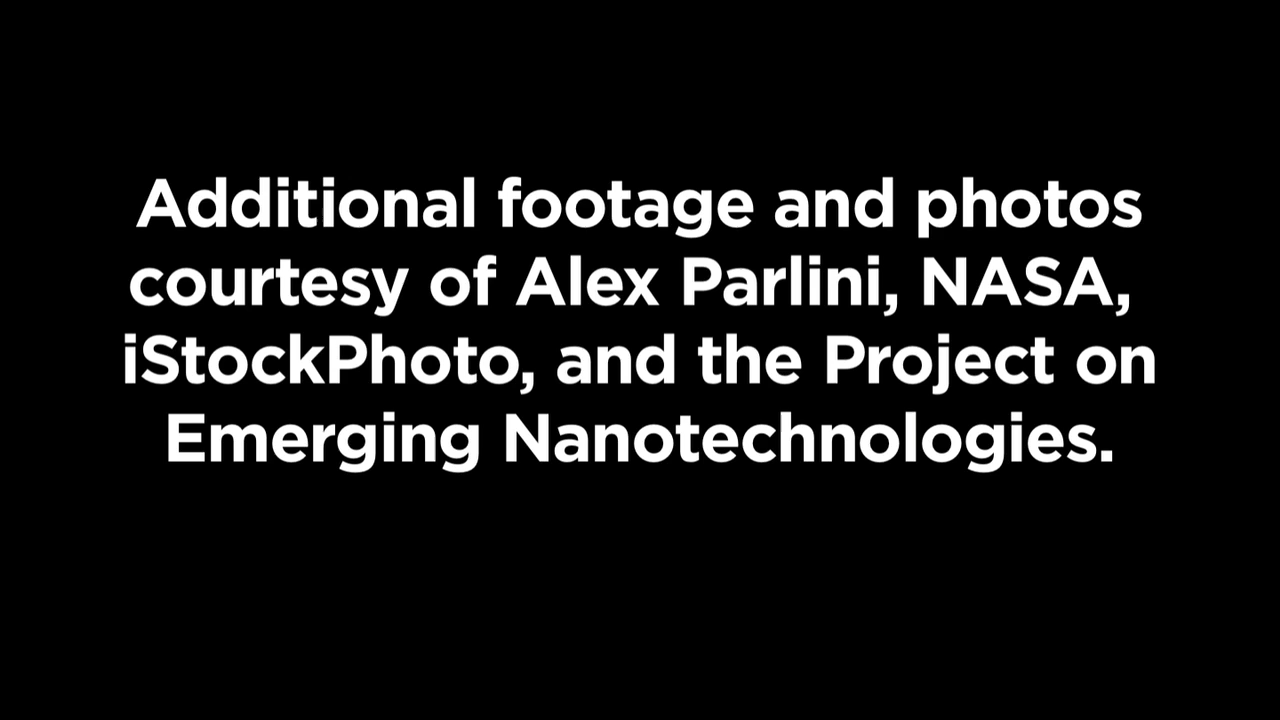 Additional footage and photos
courtesy of Alex Parlini, NASA,
iStockPhoto, and the Project on
Emerging Nanotechnologies.